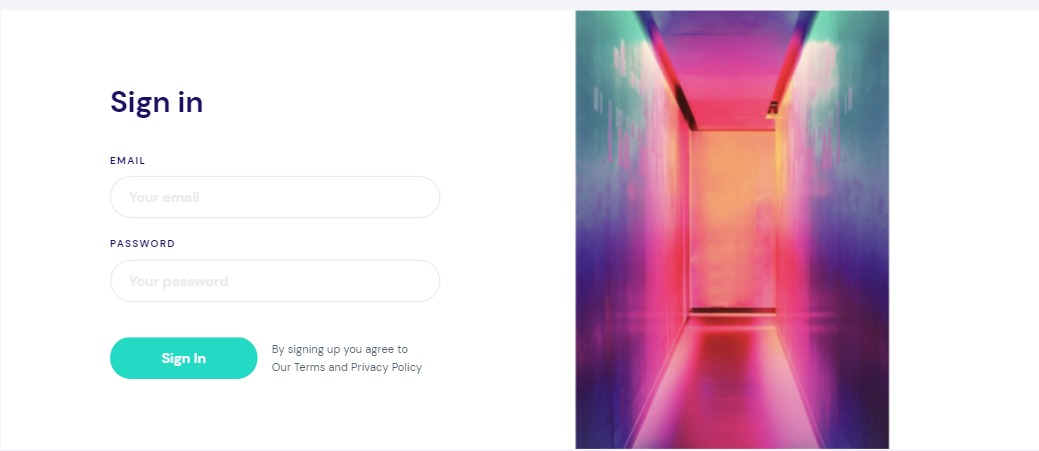 Sign in
EMAIL
Your email
PASSWORD
Your password
Sign In
By signing up you agree to
Our Terms and Privacy Policy